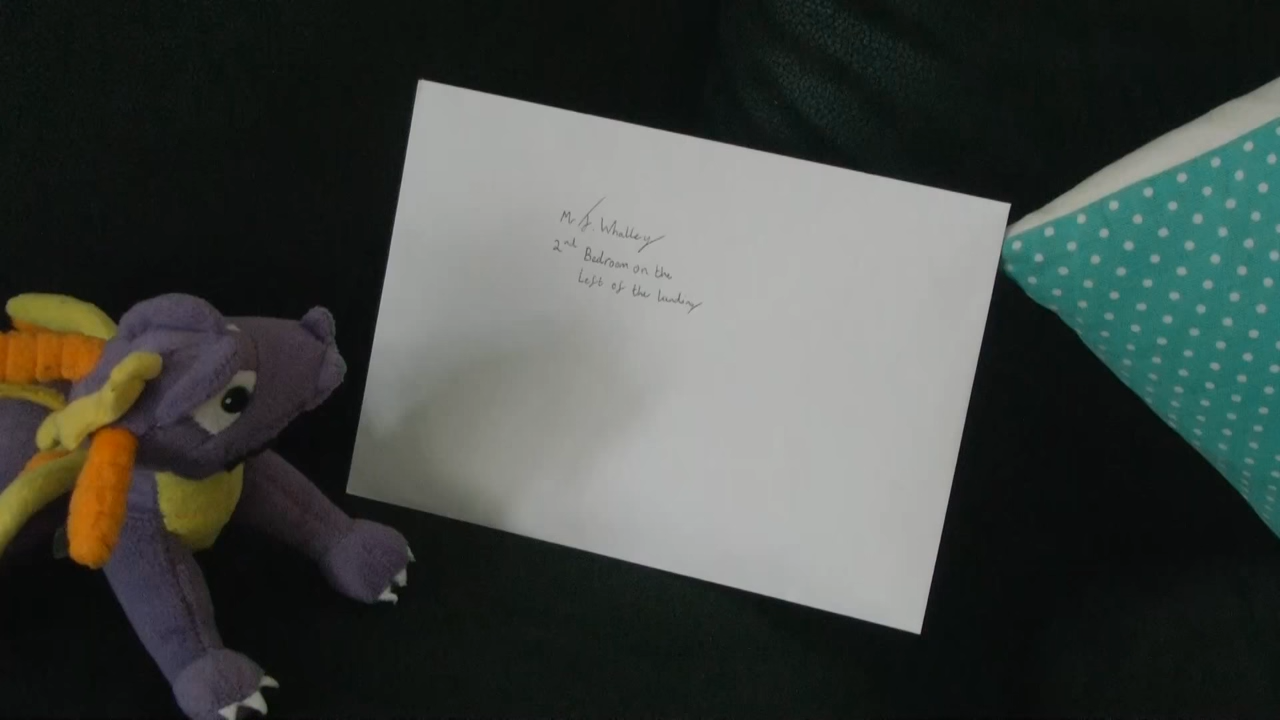 Mr J. Whalley
2nd Bedroom on the
Left of the landing